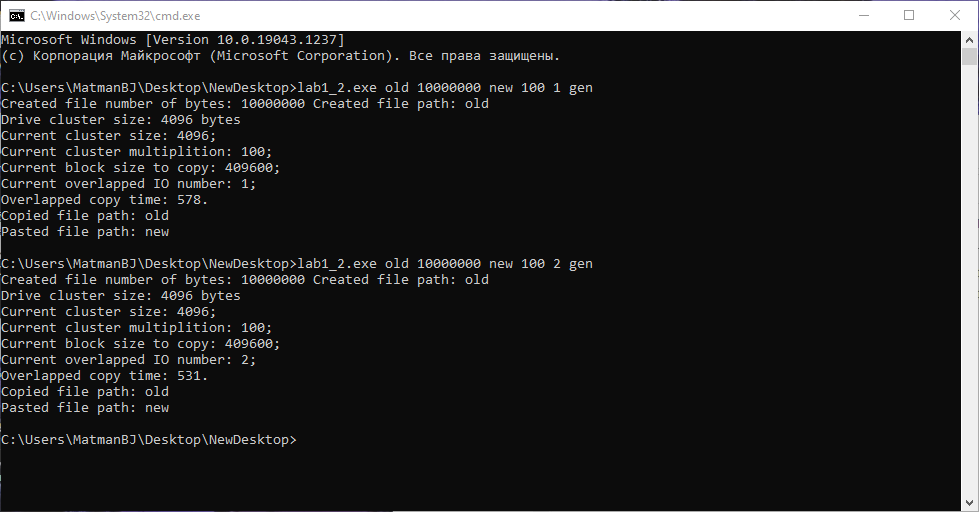 C:\Windows\System32\cmd.exe
Microsoft Windows [Version 10.0.19043.1237]
(c) Корпорация Майкрософт (Microsoft Corporation). Все права защищены.
C:\Users\MatmanBJ\Desktop\NewDesktop>lab1_2.exe old 10000000 new 100 1 gen
Created file number of bytes: 10000000 Created file path: old
Drive cluster size: 4096 bytes
Current cluster size: 4096;
Current cluster multiplition: 100;
Current block size to copy: 409600;
Current overlapped IO number: 1;
Overlapped copy time: 578.
Copied file path: old
Pasted file path: new
C:\Users\MatmanBJ\Desktop\NewDesktop>lab1_2.exe old 10000000 new 100 2 gen
Created file number of bytes: 10000000 Created file path: old
Drive cluster size: 4096 bytes
Current cluster size: 4096;
Current cluster multiplition: 100;
Current block size to copy: 409600;
Current overlapped IO number: 2;
Overlapped copy time: 531.
Copied file path: old
Pasted file path: new
C:\Users\MatmanBJ\Desktop\NewDesktop>